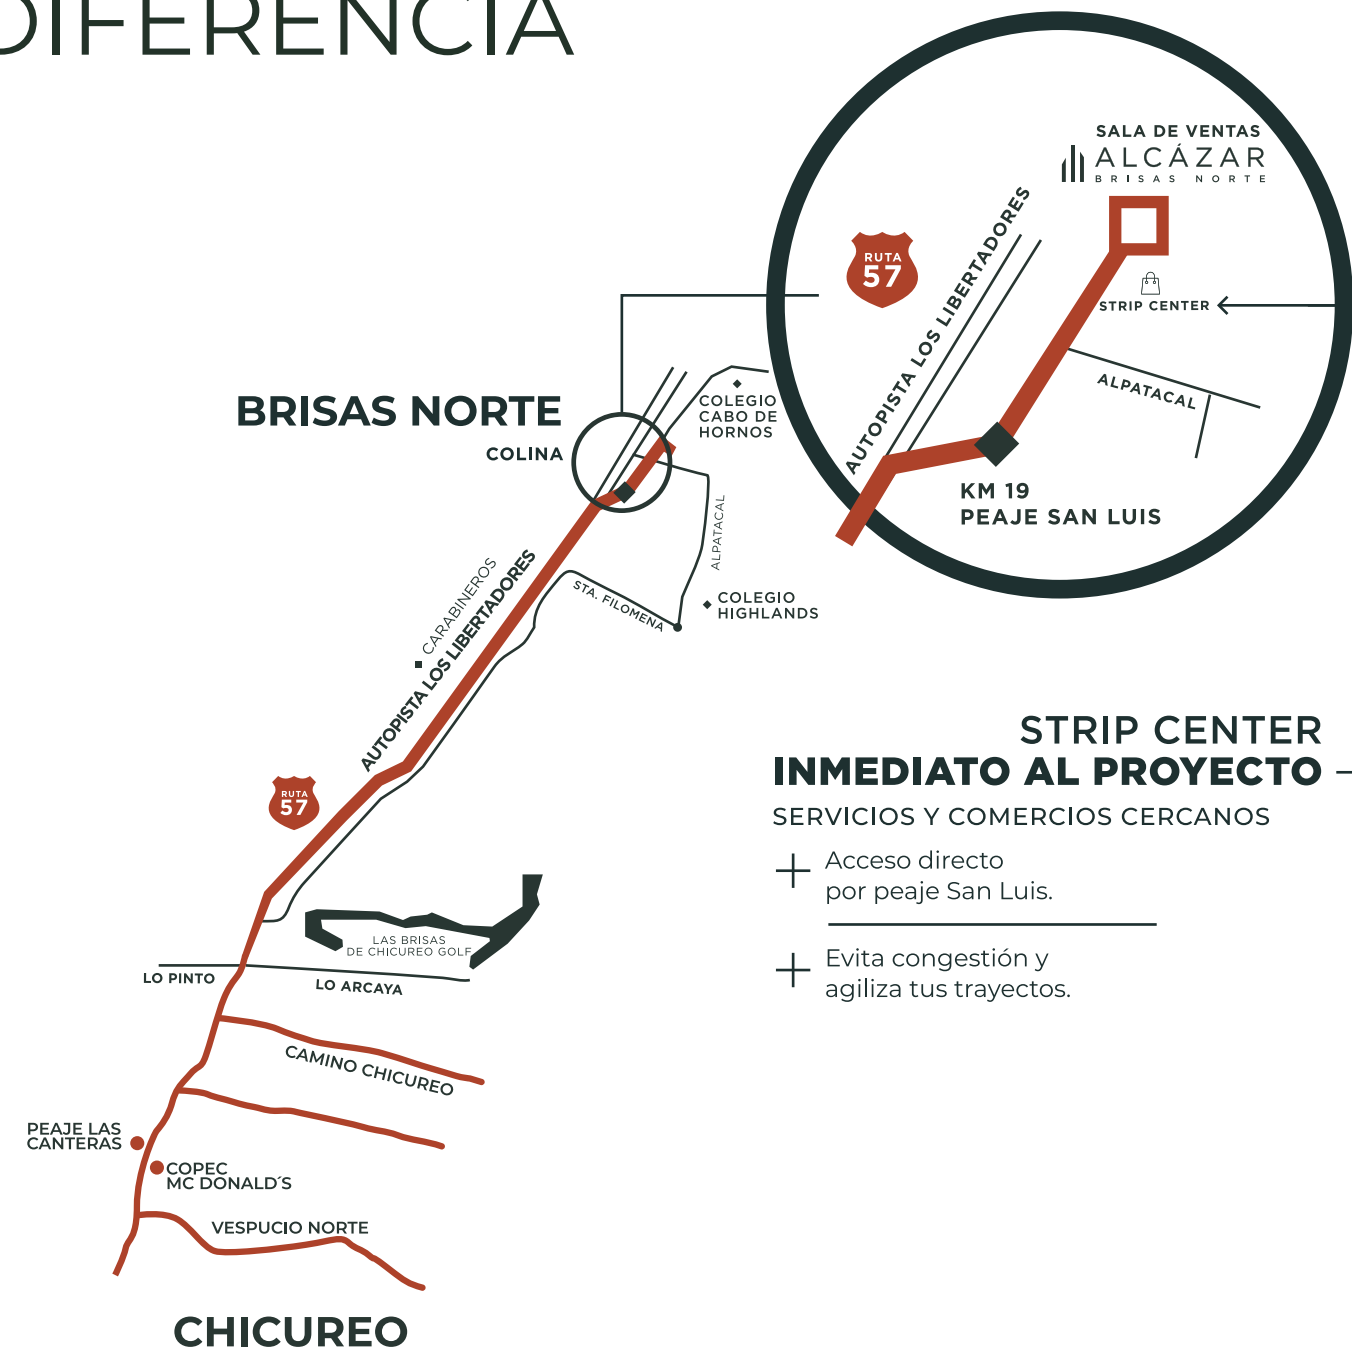 DIFERENCIA
SALA DE VENTAS
ALCÁZAR
BRISAS NORTE
RUTA
57
AUTOPISTA LOS LIBERTADORES
STRIP CENTER
ALPATACAL
KM 19
PEAJE SAN LUIS
BRISAS NORTE
COLINA
COLEGIO
CABO DE
HORNOS
ALPATACAL
CARABINEROS
AUTOPISTA LOS LIBERTADORES
STA. FILOMENA
COLEGIO
HIGHLANDS
RUTA
57
STRIP CENTER
INMEDIATO AL PROYECTO
SERVICIOS Y COMERCIOS CERCANOS
Acceso directo
por peaje San Luis.
Evita congestión y
agiliza tus trayectos.
LAS BRISAS
DE CHICUREO GOLF
LO PINTO
LO ARCAYA
CAMINO CHICUREO
PEAJE LAS
CANTERAS
COPEC
MC DONALD´S
VESPUCIO NORTE
CHICUREO